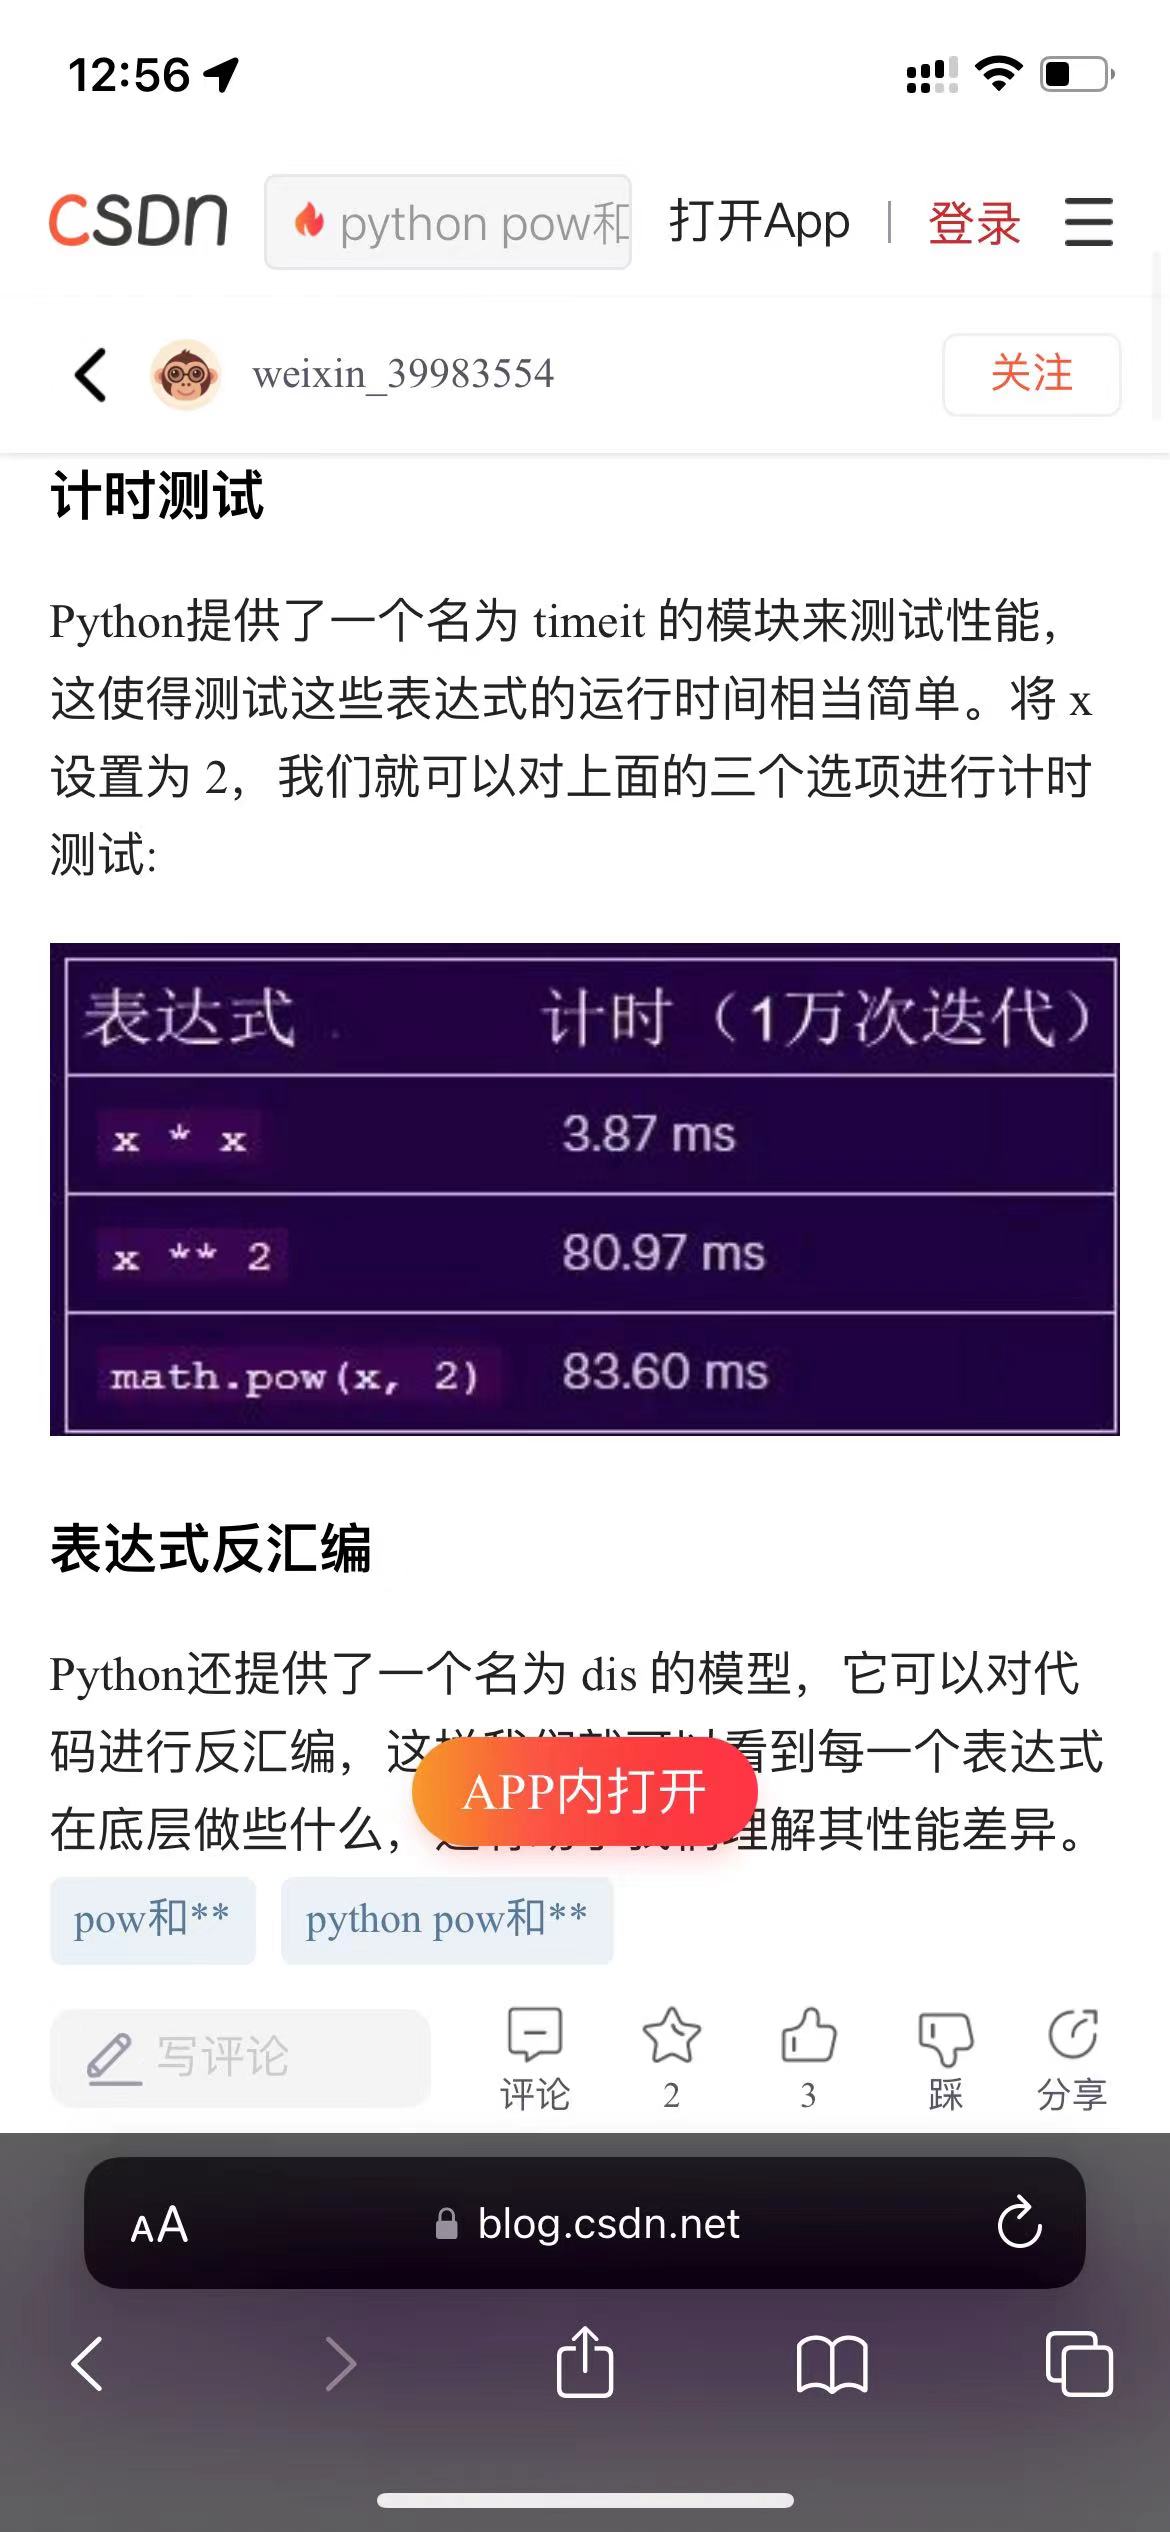 12:56
CSDN
python pow和
打开App
登录
weixin_39983554
关注
计时测试
Python提供了一个名为 timeit 的模块来测试性能，
这使得测试这些表达式的运行时间相当简单。将 x
设置为 2，我们就可以对上面的三个选项进行计时
测试:
表达式 计时（1万次迭代）
x * x 3.87 ms
x ** 2 80.97 ms
math.pow(x, 2) 83.60 ms
表达式反汇编
Python还提供了一个名为 dis 的模型，它可以对代
码进行反汇编，这样我们就可以看到每一个表达式
APP内打开
在底层做些什么，理解其性能差异。
pow和**
python pow和**
写评论
评论
2
3
踩
分享
AA
blog.csdn.net